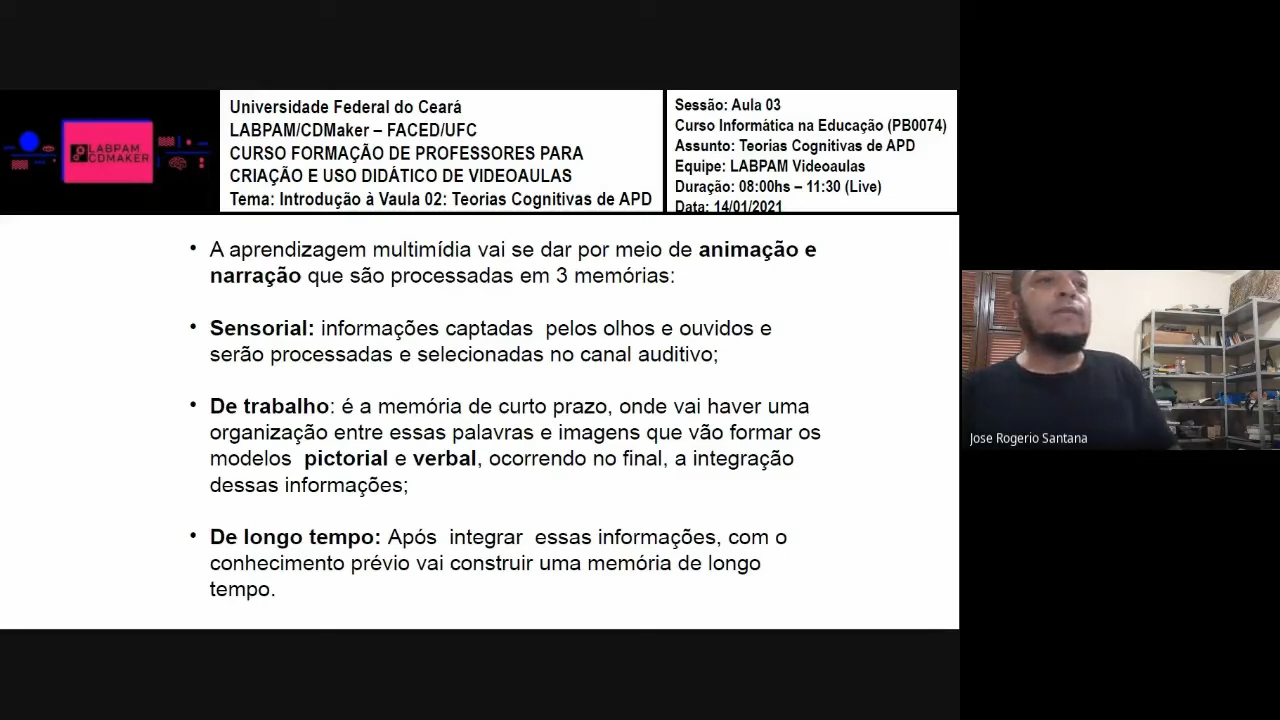 LABPAM
CDMAKER
Universidade Federal do Ceará
LABPAM/CDMaker – FACED/UFC
CURSO FORMAÇÃO DE PROFESSORES PARA
CRIAÇÃO E USO DIDÁTICO DE VIDEOAULAS
Tema: Introdução à Vaula 02: Teorias Cognitivas de APD
Sessão: Aula 03
Curso Informática na Educação (PB0074)
Assunto: Teorias Cognitivas de APD
Equipe: LABPAM Videoaulas
Duração: 08:00hs – 11:30 (Live)
Data: 14/01/2021
• A aprendizagem multimídia vai se dar por meio de animação e
narração que são processadas em 3 memórias:
• Sensorial: informações captadas pelos olhos e ouvidos e
serão processadas e selecionadas no canal auditivo;
• De trabalho: é a memória de curto prazo, onde vai haver uma
organização entre essas palavras e imagens que vão formar os
modelos pictorial e verbal, ocorrendo no final, a integração
dessas informações;
• De longo tempo: Após integrar essas informações, com o
conhecimento prévio vai construir uma memória de longo
tempo.
Jose Rogerio Santana